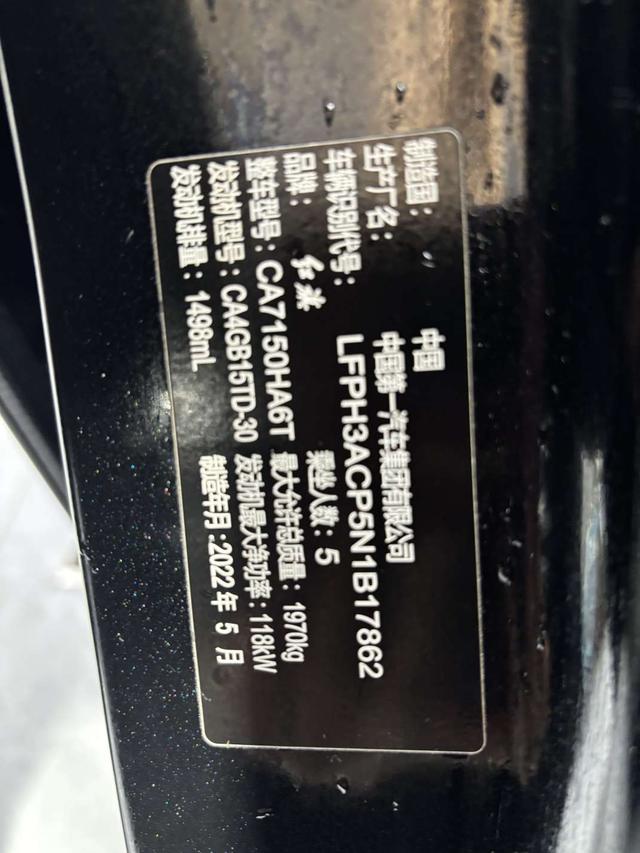 制造国： 中国
生产厂名： 中国第一汽车集团有限公司
车辆识别代号： LFPH3ACP5N1B17862
品牌： 红旗 乘坐人数：5
整车型号：CA7150HA6T 最大允许总质量：1970kg
发动机型号：CA4GB15TD-30 发动机最大净功率：118kW
发动机排量：1498mL 制造年月：2022年 5 月